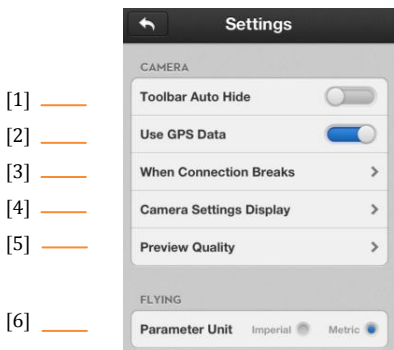 Settings
CAMERA
[1] Toolbar Auto Hide
[2] Use GPS Data
[3] When Connection Breaks
[4] Camera Settings Display
[5] Preview Quality
FLYING
[6] Parameter Unit Imperial Metric